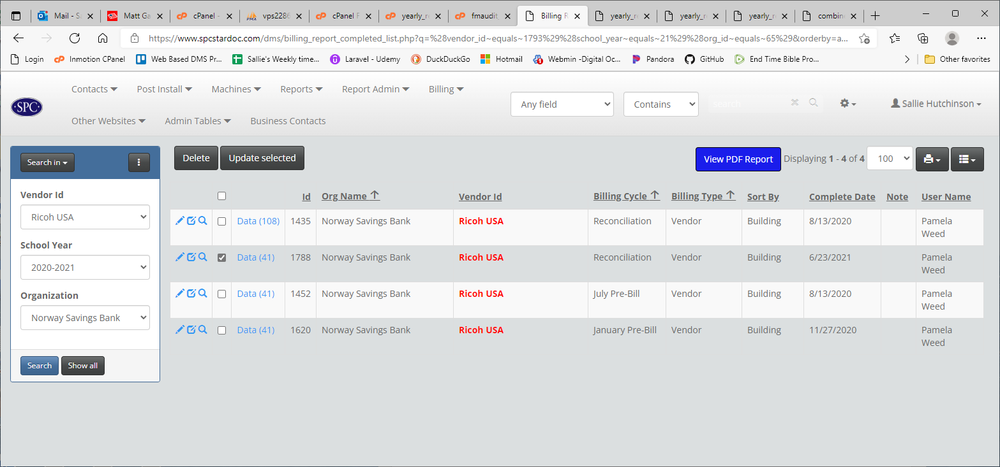 Mail - S
Matt Ga
cPanel -
vps2286
cPanel F
yearly_re
fmaudit_
Billing R
yearly_re
yearly_re
yearly_re
combine
https://www.spcstardoc.com/dms/billing_report_completed_list.php?q=%28vendor_id~equals~1793%29%28school_year~equals~21%29%28org_id~equals~65%29&orderby=a...
Login
Inmotion CPanel
Web Based DMS Pr...
Sallie's Weekly time...
Laravel - Udemy
DuckDuckGo
Hotmail
Webmin -Digital Oc...
Pandora
GitHub
End Time Bible Pro...
Other favorites
SPC
Contacts Post Install Machines Reports Report Admin Billing
Other Websites Admin Tables Business Contacts
Any field
Contains
search
Sallie Hutchinson
Search in
Vendor Id
Ricoh USA
School Year
2020-2021
Organization
Norway Savings Bank
Search Show all
Delete Update selected
View PDF Report Displaying 1 - 4 of 4 100
Id Org Name Vendor Id Billing Cycle Billing Type Sort By Complete Date Note User Name
Data (108) 1435 Norway Savings Bank Ricoh USA Reconciliation Vendor Building 8/13/2020 Pamela
Weed
Data (41) 1788 Norway Savings Bank Ricoh USA Reconciliation Vendor Building 6/23/2021 Pamela
Weed
Data (41) 1452 Norway Savings Bank Ricoh USA July Pre-Bill Vendor Building 8/13/2020 Pamela
Weed
Data (41) 1620 Norway Savings Bank Ricoh USA January Pre-Bill Vendor Building 11/27/2020 Pamela
Weed